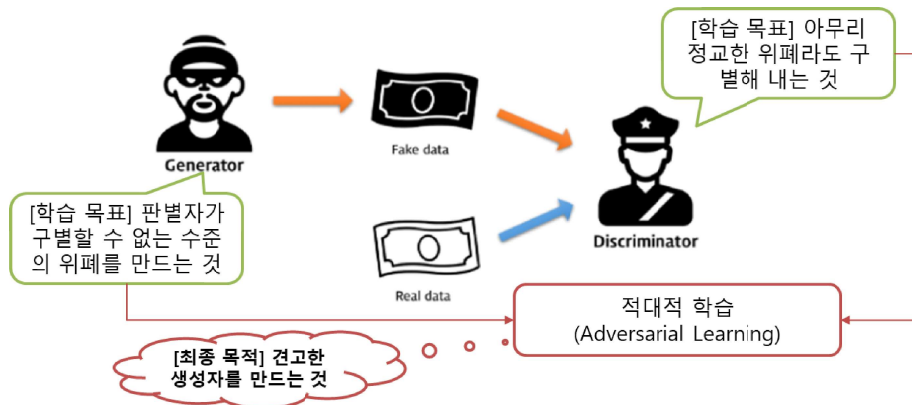 [학습 목표] 아무리
정교한 위폐라도 구
별해 내는 것
Generator
Fake data
[학습 목표] 판별자가
구별할 수 없는 수준
의 위폐를 만드는 것
Discriminator
Real data
적대적 학습
(Adversarial Learning)
[최종 목적] 견고한
생성자를 만드는 것